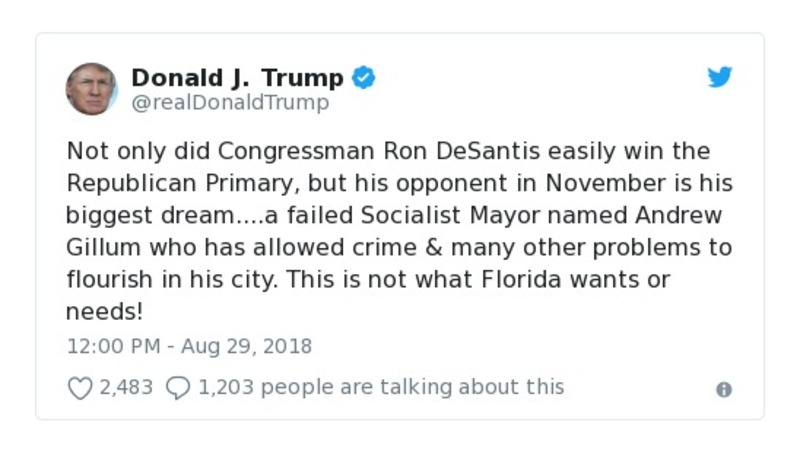 Donald J. Trump
@realDonaldTrump
Not only did Congressman Ron DeSantis easily win the
Republican Primary, but his opponent in November is his
biggest dream....a failed Socialist Mayor named Andrew
Gillum who has allowed crime & many other problems to
flourish in his city. This is not what Florida wants or
needs!
12:00 PM - Aug 29, 2018
2,483 1,203 people are talking about this